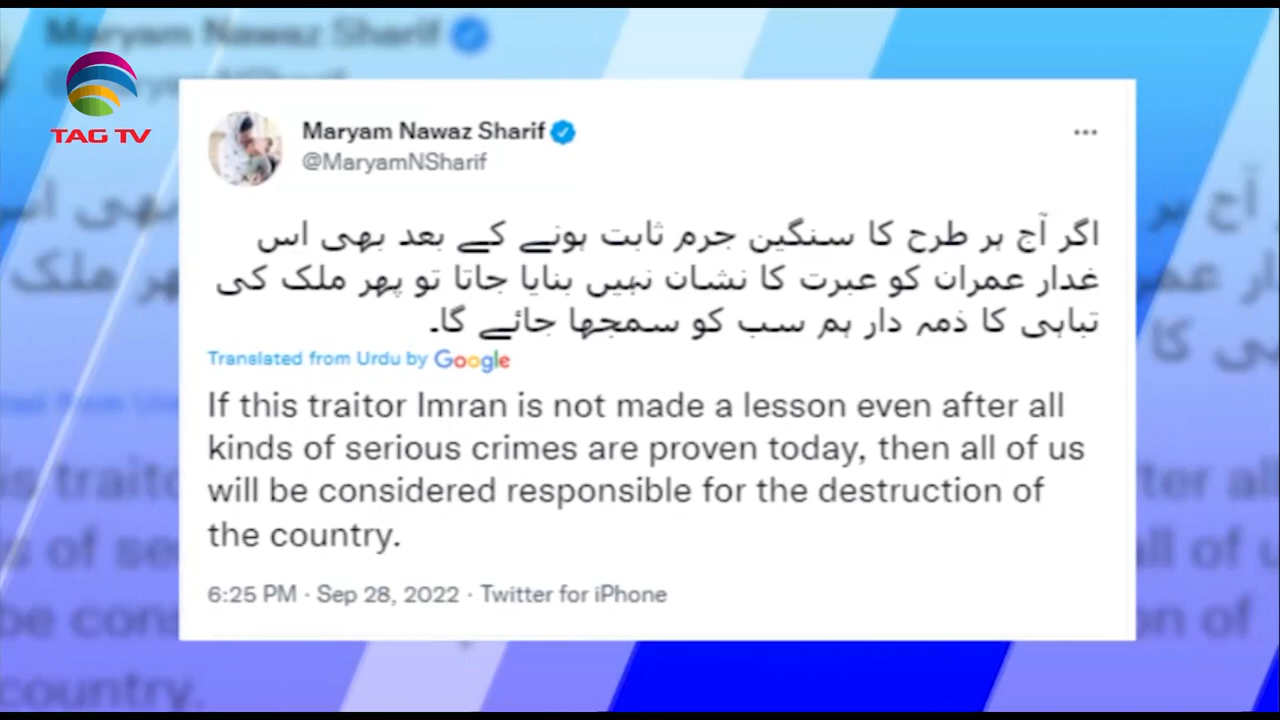 Maryam Nawaz Sharif
TAG TV
Maryam Nawaz Sharif
@MaryamNSharif
اگر آج ہر طرح کا سنگین جرم ثابت ہونے کے بعد بھی اس
غدار عمران کو عبرت کا نشان نہیں بنایا جاتا تو پھر ملک کی
تباہی کا ذمہ دار ہم سب کو سمجھا جائے گا۔
Translated from Urdu by Google
If this traitor Imran is not made a lesson even after all
kinds of serious crimes are proven today, then all of us
will be considered responsible for the destruction of
the country.
6:25 PM · Sep 28, 2022 · Twitter for iPhone